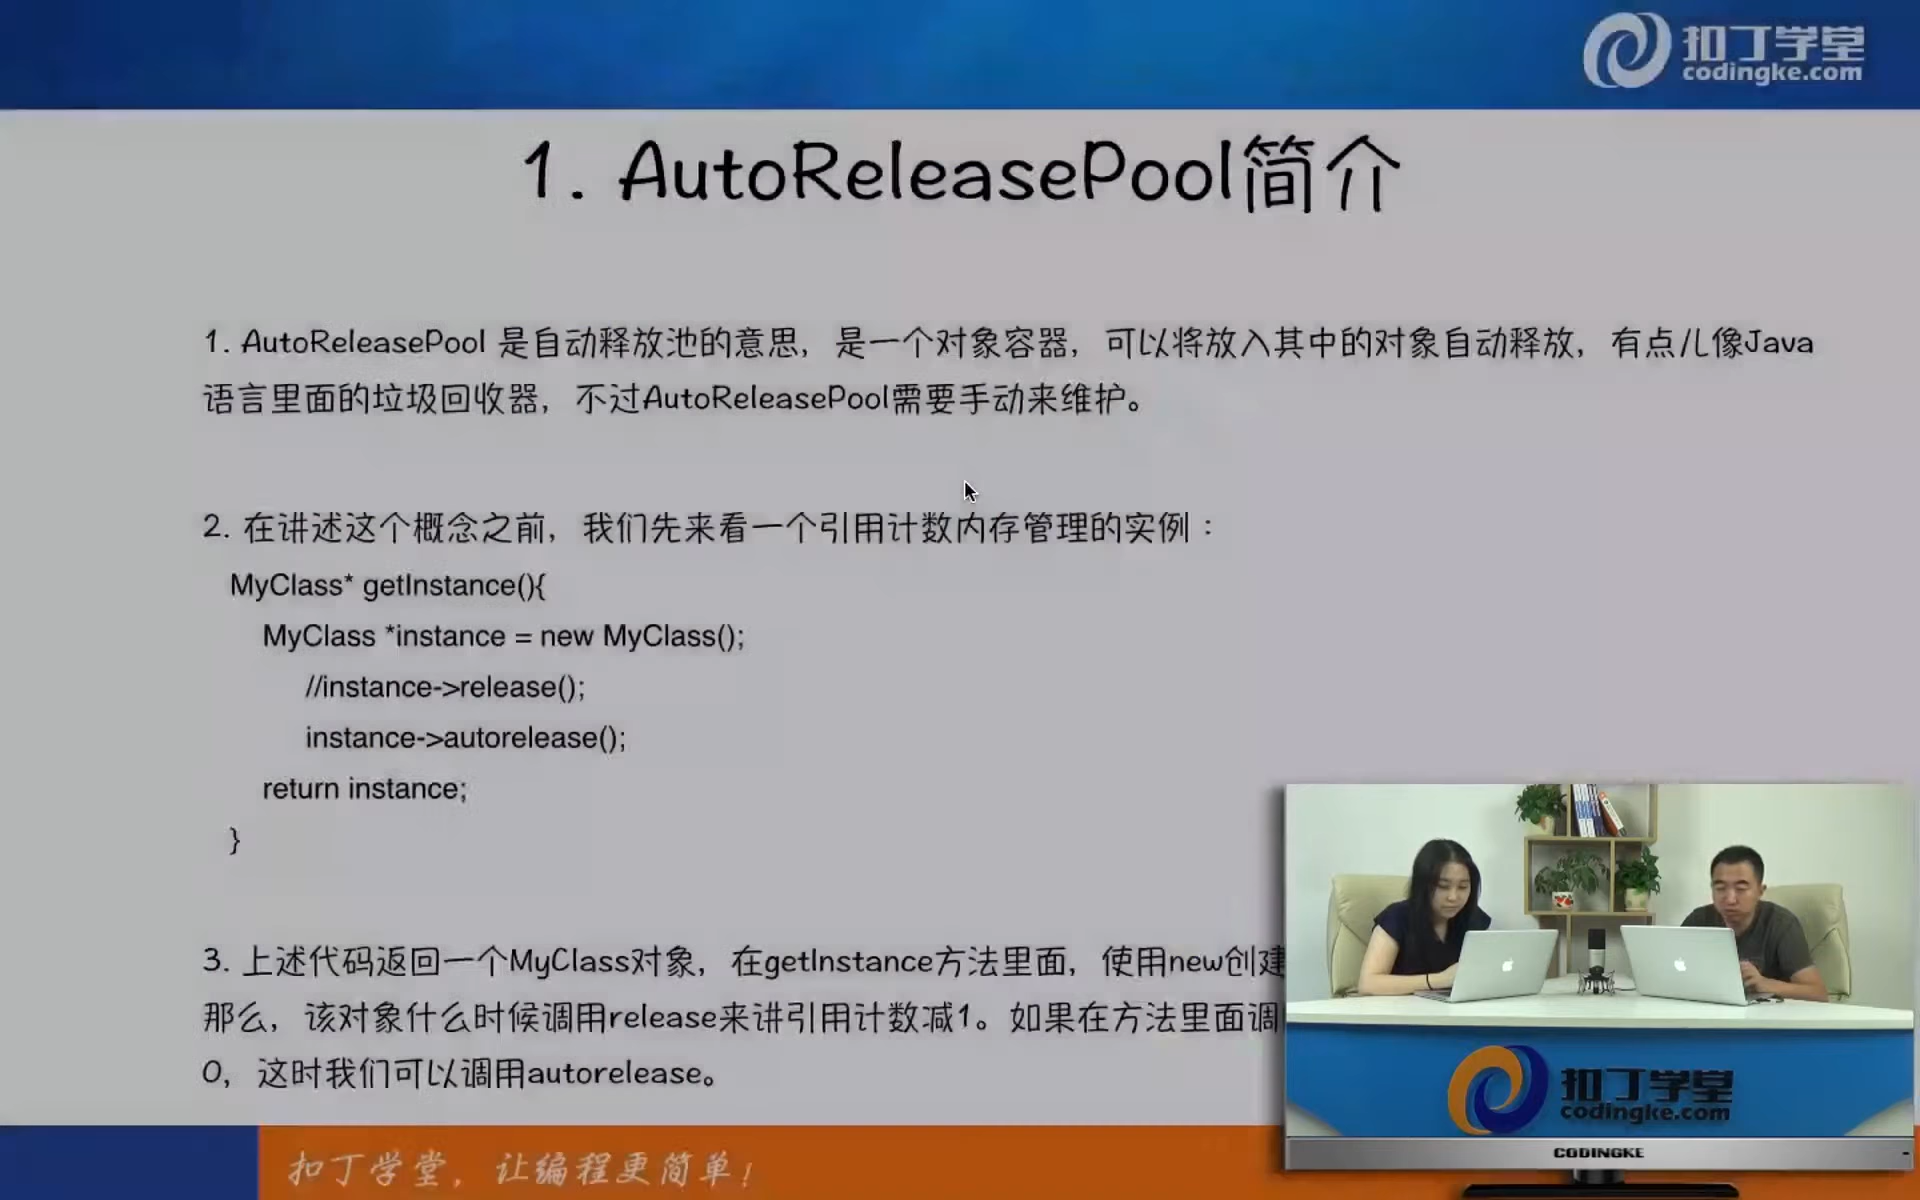 扣丁学堂
codingke.com
1. AutoReleasePool简介
1. AutoReleasePool 是自动释放池的意思，是一个对象容器，可以将放入其中的对象自动释放，有点儿像Java
语言里面的垃圾回收器，不过AutoReleasePool需要手动来维护。
2. 在讲述这个概念之前，我们先来看一个引用计数内存管理的实例：
MyClass* getInstance(){
MyClass *instance = new MyClass();
//instance->release();
instance->autorelease();
return instance;
}
3. 上述代码返回一个MyClass对象，在getInstance方法里面，使用new创建
那么，该对象什么时候调用release来讲引用计数减1。如果在方法里面调
0，这时我们可以调用autorelease。
扣丁学堂
codingke.com
CODINGKE
扣丁学堂，让编程更简单！